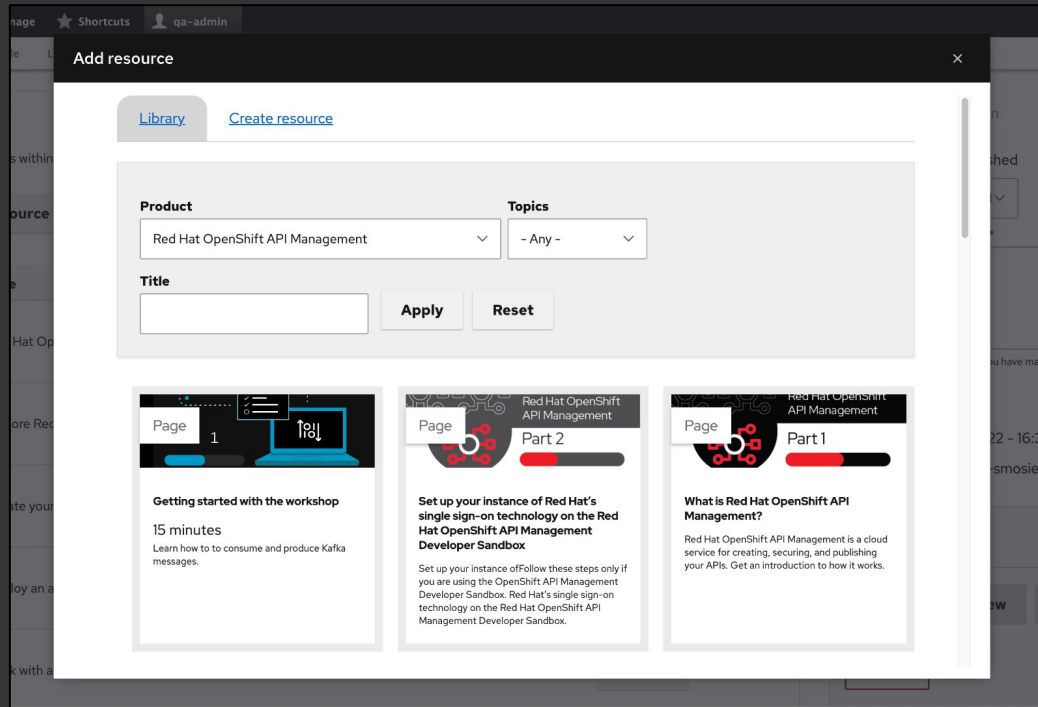 nage Shortcuts qa-admin
le L
Add resource ×
Library Create resource
n
s within
shed
ource
Product Topics
Red Hat OpenShift API Management - Any -
e
Title
Apply Reset
Hat Op
ou have ma
ore Red
Page
1
Page
Red Hat OpenShift
API Management
Part 2
Page
Red Hat OpenShift
API Management
Part 1
22 - 16:3
-smosie
Getting started with the workshop
15 minutes
Learn how to to consume and produce Kafka
messages.
Set up your instance of Red Hat's
single sign-on technology on the Red
Hat OpenShift API Management
Developer Sandbox
Set up your instance ofFollow these steps only if
you are using the OpenShift API Management
Developer Sandbox. Red Hat's single sign-on
technology on the Red Hat OpenShift API
Management Developer Sandbox.
What is Red Hat OpenShift API
Management?
Red Hat OpenShift API Management is a cloud
service for creating, securing, and publishing
your APIs. Get an introduction to how it works.
ate your
loy an a
ew
k with a